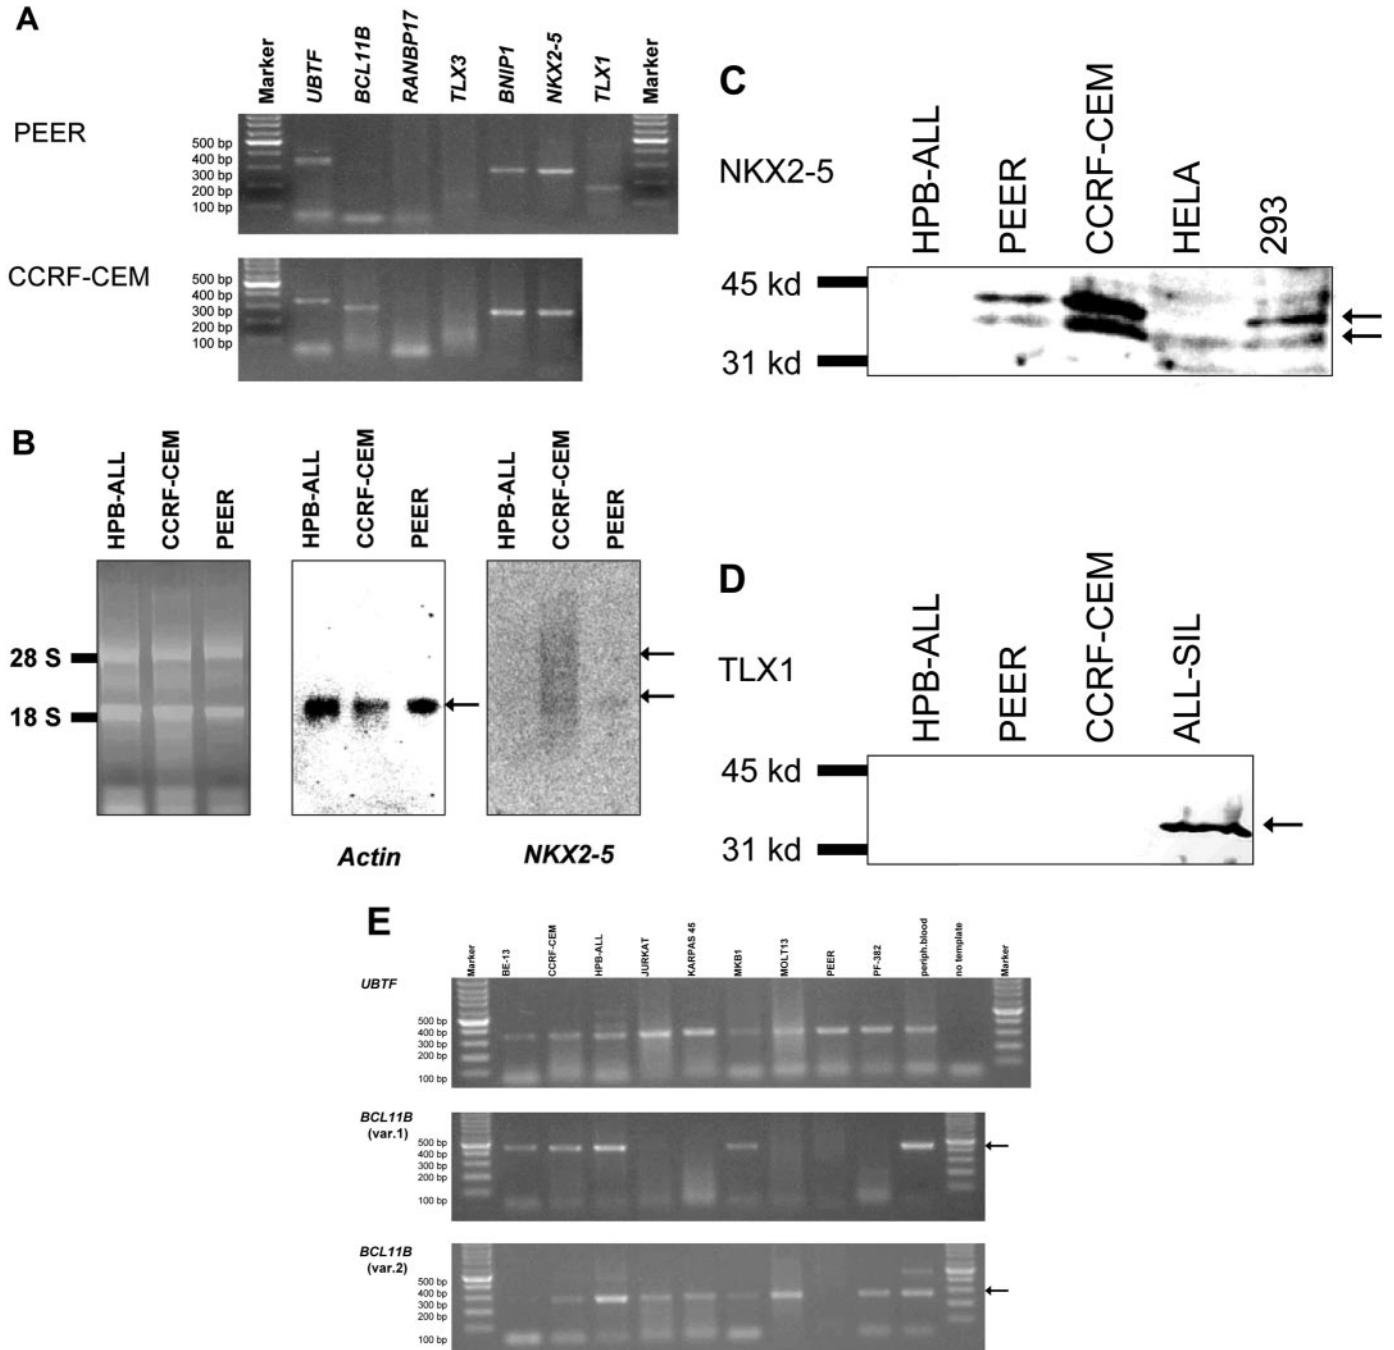 A
Marker
UBTF
BCL11B
RANBP17
TLX3
BNIP1
NKX2-5
TLX1
Marker
PEER
500 bp
400 bp
300 bp
200 bp
100 bp
CCRF-CEM
500 bp
400 bp
300 bp
200 bp
100 bp
B
HPB-ALL
CCRF-CEM
PEER
HPB-ALL
CCRF-CEM
PEER
HPB-ALL
CCRF-CEM
PEER
28 S
18 S
Actin
NKX2-5
C
NKX2-5
HPB-ALL
PEER
CCRF-CEM
HELA
293
45 kd
31 kd
D
TLX1
HPB-ALL
PEER
CCRF-CEM
ALL-SIL
45 kd
31 kd
E
Marker
BE-13
CCRF-CEM
HPB-ALL
JURKAT
KARPAS 45
MKB1
MOLT13
PEER
PF-382
periph.blood
no template
Marker
UBTF
500 bp
400 bp
300 bp
200 bp
100 bp
BCL11B
(var.1)
500 bp
400 bp
300 bp
200 bp
100 bp
BCL11B
(var.2)
500 bp
400 bp
300 bp
200 bp
100 bp